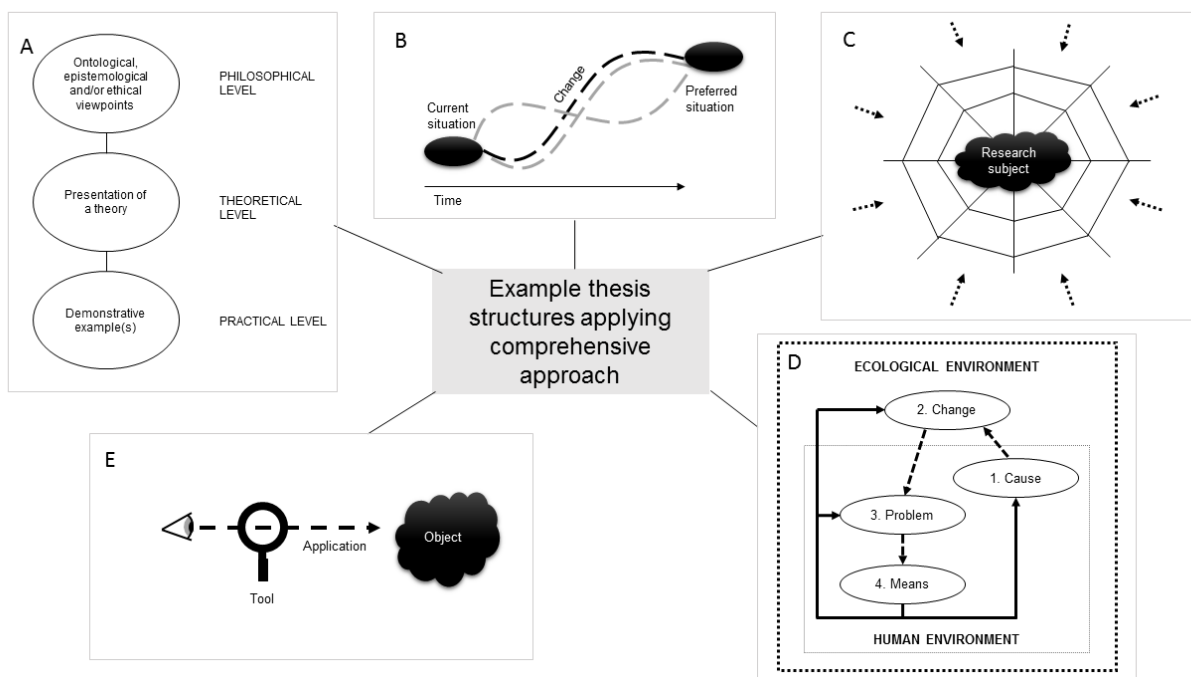 A
Ontological,
epistemological
and/or ethical
viewpoints
PHILOSOPHICAL
LEVEL
Presentation of
a theory
THEORETICAL
LEVEL
Demonstrative
example(s)
PRACTICAL LEVEL
B
Change
Current
situation
Preferred
situation
Time
C
Research
subject
Example thesis
structures applying
comprehensive
approach
D
ECOLOGICAL ENVIRONMENT
2. Change
1. Cause
3. Problem
4. Means
HUMAN ENVIRONMENT
E
Application
Object
Tool